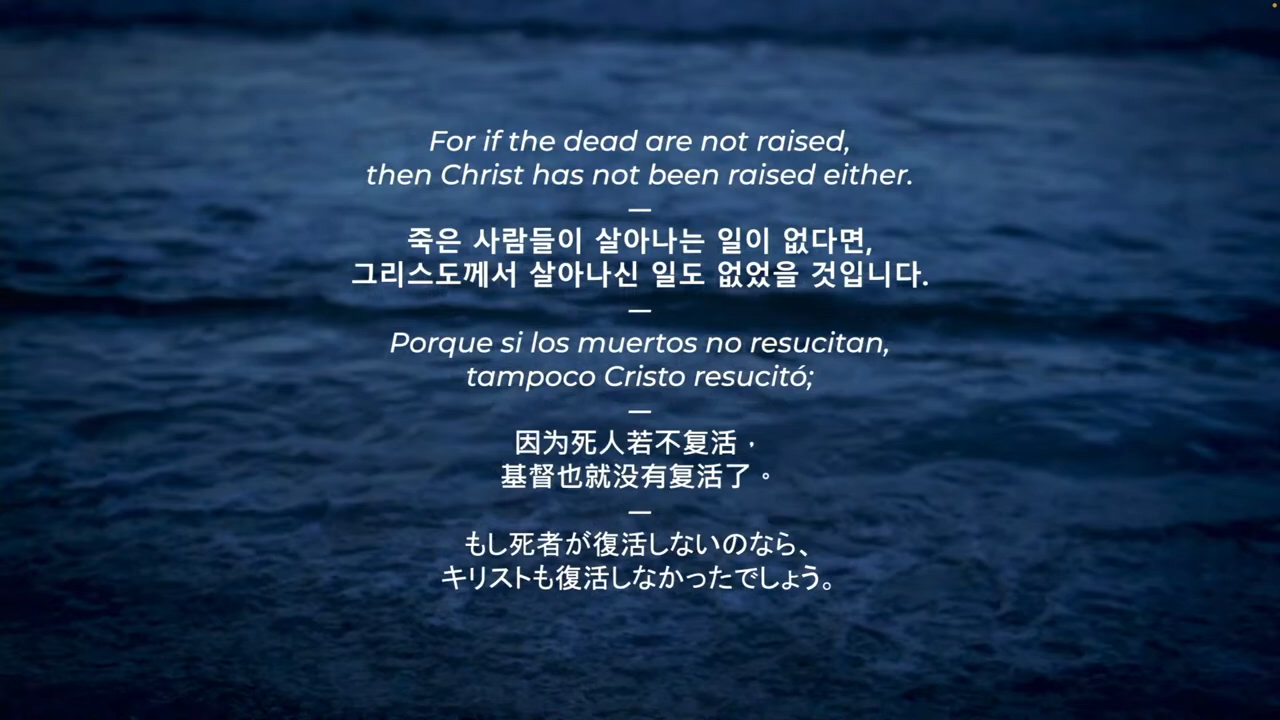 For if the dead are not raised,
then Christ has not been raised either.
—
죽은 사람들이 살아나는 일이 없다면,
그리스도께서 살아나신 일도 없었을 것입니다.
—
Porque si los muertos no resucitan,
tampoco Cristo resucitó;
—
因为死人若不复活，
基督也就没有复活了。
—
もし死者が復活しないのなら、
キリストも復活しなかったでしょう。